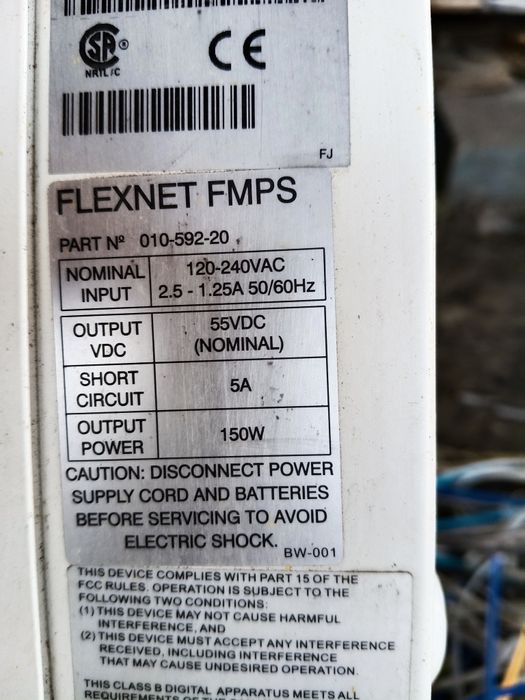 SA ®
NRTL/C
CE
FJ
FLEXNET FMPS
PART Nº 010-592-20
NOMINAL INPUT 120-240VAC
2.5 - 1.25A 50/60Hz
OUTPUT VDC 55VDC
(NOMINAL)
SHORT CIRCUIT 5A
OUTPUT POWER 150W
CAUTION: DISCONNECT POWER
SUPPLY CORD AND BATTERIES
BEFORE SERVICING TO AVOID
ELECTRIC SHOCK.
BW-001
THIS DEVICE COMPLIES WITH PART 15 OF THE
FCC RULES. OPERATION IS SUBJECT TO THE
FOLLOWING TWO CONDITIONS:
(1) THIS DEVICE MAY NOT CAUSE HARMFUL
INTERFERENCE, AND
(2) THIS DEVICE MUST ACCEPT ANY INTERFERENCE
RECEIVED, INCLUDING INTERFERENCE
THAT MAY CAUSE UNDESIRED OPERATION.
THIS CLASS B DIGITAL APPARATUS MEETS ALL
REQUIREMENTS OF THE